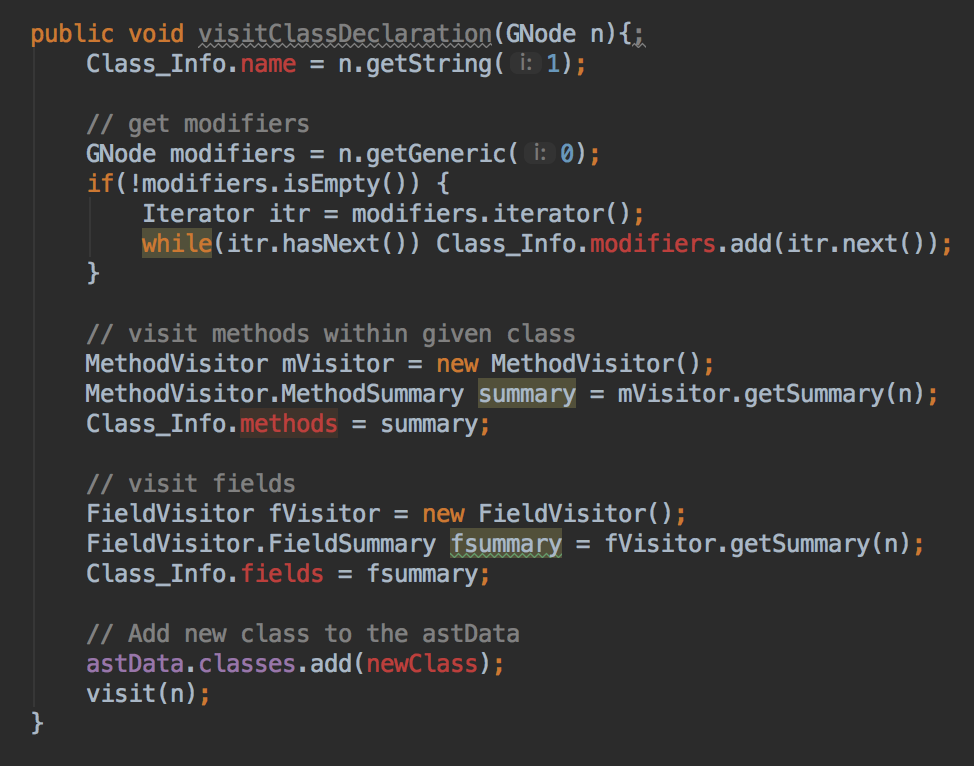 public void visitClassDeclaration(GNode n){;
Class_Info.name = n.getString( i: 1);
// get modifiers
GNode modifiers = n.getGeneric( i: 0);
if(!modifiers.isEmpty()) {
Iterator itr = modifiers.iterator();
while(itr.hasNext()) Class_Info.modifiers.add(itr.next());
}
// visit methods within given class
MethodVisitor mVisitor = new MethodVisitor();
MethodVisitor.MethodSummary summary = mVisitor.getSummary(n);
Class_Info.methods = summary;
// visit fields
FieldVisitor fVisitor = new FieldVisitor();
FieldVisitor.FieldSummary fsummary = fVisitor.getSummary(n);
Class_Info.fields = fsummary;
// Add new class to the astData
astData.classes.add(newClass);
visit(n);
}